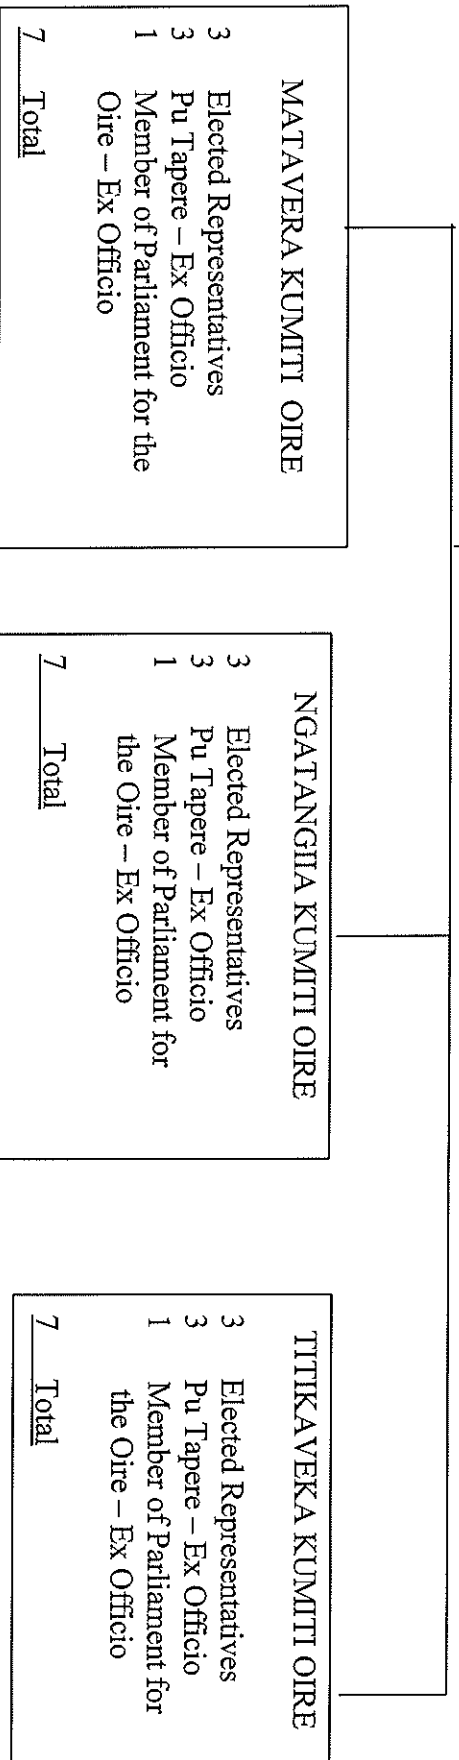 MATAVERA KUMITI OIRE
3 Elected Representatives
3 Pu Tapere – Ex Officio
1 Member of Parliament for the
Oire – Ex Officio
7 Total
NGATANGIIA KUMITI OIRE
3 Elected Representatives
3 Pu Tapere – Ex Officio
1 Member of Parliament for
the Oire – Ex Officio
7 Total
TITIKAVEKA KUMITI OIRE
3 Elected Representatives
3 Pu Tapere – Ex Officio
1 Member of Parliament for
the Oire – Ex Officio
7 Total